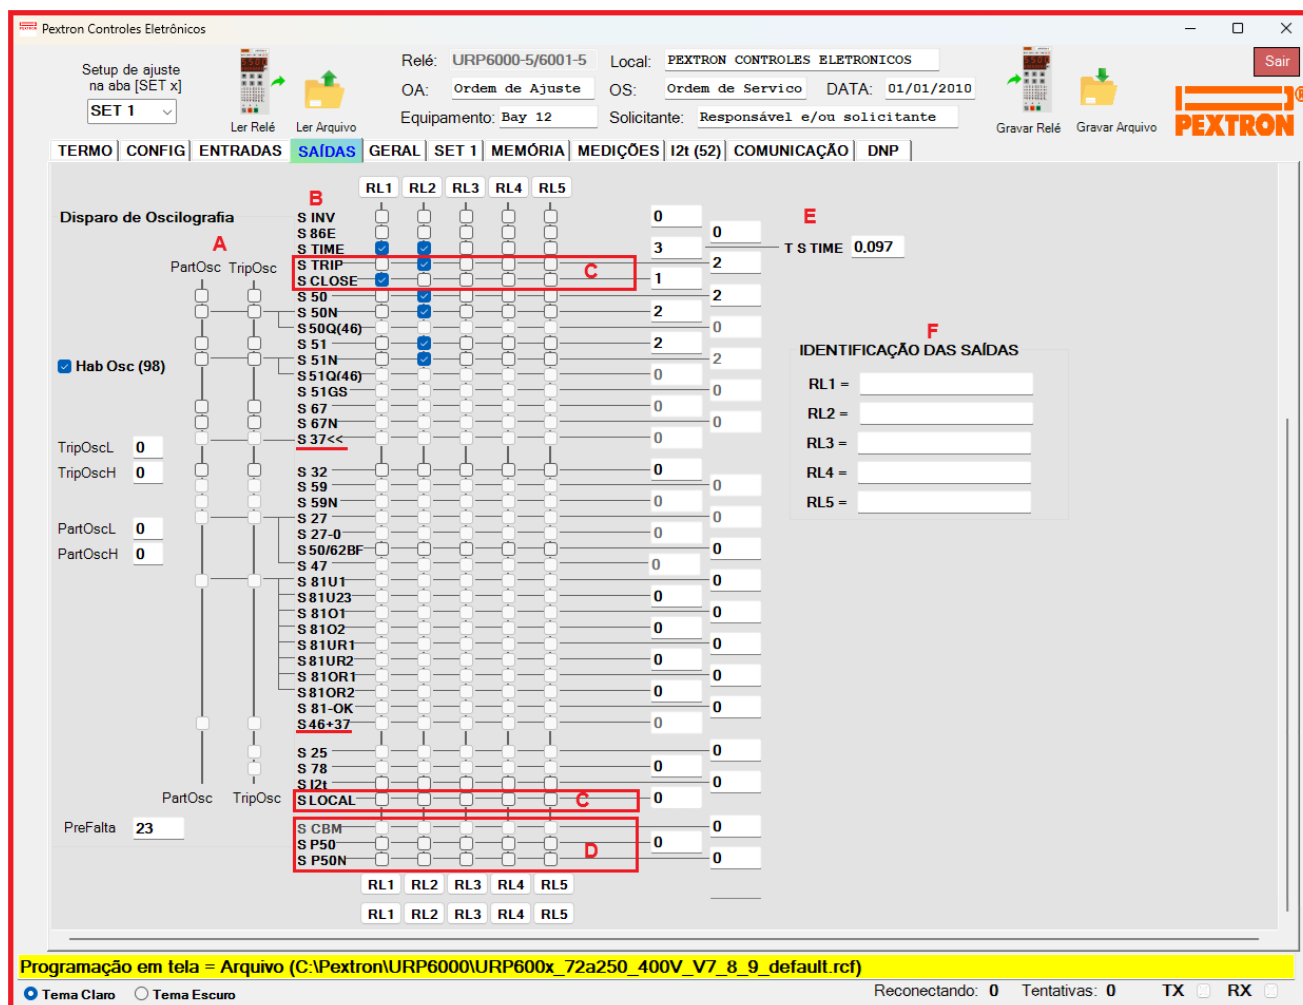 Pextron Controles Eletrônicos
Setup de ajuste
na aba [SET x]
SET 1
Ler Relé
Ler Arquivo
Relé: URP6000-5/6001-5 Local: PEXTRON CONTROLES ELETRONICOS
OA: Ordem de Ajuste OS: Ordem de Servico DATA: 01/01/2010
Equipamento: Bay 12 Solicitante: Responsável e/ou solicitante
Gravar Relé
Gravar Arquivo
Sair
PEXTRON
TERMO CONFIG ENTRADAS SAÍDAS GERAL SET 1 MEMÓRIA MEDIÇÕES I2t (52) COMUNICAÇÃO DNP
RL1 RL2 RL3 RL4 RL5
B
Disparo de Oscilografia
A
PartOsc TripOsc
E
S INV 0
S 86E 0
S TIME 3 T S TIME 0,097
S TRIP C 2
S CLOSE 1
S 50 2
S 50N 2
S 50Q(46) 0
S 51 2
S 51N 2
S 51Q(46) 0
S 51GS 0
S 67 0
S 67N 0
S 37<< 0
Hab Osc (98)
TripOscL 0
TripOscH 0
PartOscL 0
PartOscH 0
F
IDENTIFICAÇÃO DAS SAÍDAS
RL1 =
RL2 =
RL3 =
RL4 =
RL5 =
S 32 0
S 59 0
S 59N 0
S 27 0
S 27-0 0
S 50/62BF 0
S 47 0
S 81U1 0
S 81U23 0
S 81O1 0
S 81O2 0
S 81UR1 0
S 81UR2 0
S 81OR1 0
S 81OR2 0
S 81-OK 0
S 46+37 0
S 25 0
S 78 0
S I2t 0
S LOCAL C 0
PartOsc TripOsc
PreFalta 23
S CBM 0
S P50 D 0
S P50N 0
RL1 RL2 RL3 RL4 RL5
RL1 RL2 RL3 RL4 RL5
Programação em tela = Arquivo (C:\Pextron\URP6000\URP600x_72a250_400V_V7_8_9_default.rcf)
Tema Claro Tema Escuro Reconectando: 0 Tentativas: 0 TX RX